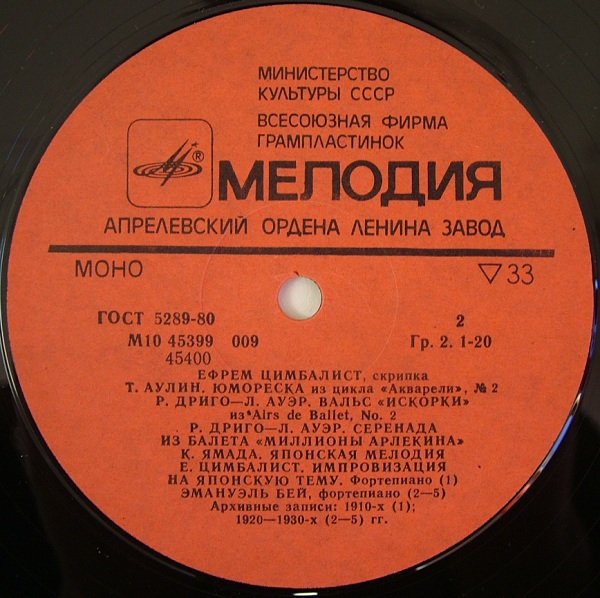 МИНИСТЕРСТВО
КУЛЬТУРЫ СССР
ВСЕСОЮЗНАЯ ФИРМА
ГРАМПЛАСТИНОК
®
МЕЛОДИЯ
АПРЕЛЕВСКИЙ ОРДЕНА ЛЕНИНА ЗАВОД
МОНО ▽33
ГОСТ 5289-80 2
М10 45399 009 Гр. 2. 1-20
45400
ЕФРЕМ ЦИМБАЛИСТ, скрипка
Т. АУЛИН. ЮМОРЕСКА из цикла «Акварели», № 2
Р. ДРИГО—Л. АУЭР. ВАЛЬС «ИСКОРКИ»
из "Airs de Ballet, No. 2
Р. ДРИГО—Л. АУЭР. СЕРЕНАДА
ИЗ БАЛЕТА «МИЛЛИОНЫ АРЛЕКИНА»
К. ЯМАДА. ЯПОНСКАЯ МЕЛОДИЯ
Е. ЦИМБАЛИСТ. ИМПРОВИЗАЦИЯ
НА ЯПОНСКУЮ ТЕМУ. Фортепиано (1)
ЭМАНУЭЛЬ БЕЙ, фортепиано (2—5)
Архивные записи: 1910-х (1);
1920—1930-х (2—5) гг.